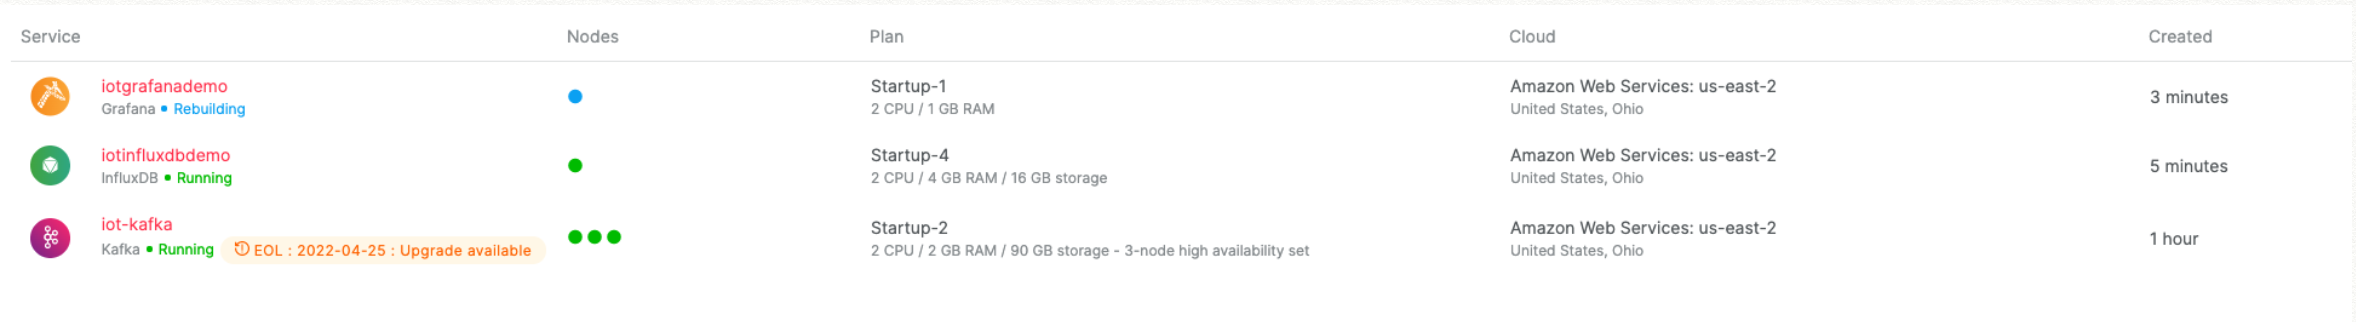 Service Nodes Plan Cloud Created
iotgrafanademo Startup-1 Amazon Web Services: us-east-2
Grafana • Rebuilding 2 CPU / 1 GB RAM United States, Ohio 3 minutes
iotinfluxdbdemo Startup-4 Amazon Web Services: us-east-2
InfluxDB • Running 2 CPU / 4 GB RAM / 16 GB storage United States, Ohio 5 minutes
iot-kafka Startup-2 Amazon Web Services: us-east-2
Kafka • Running EOL : 2022-04-25 : Upgrade available 2 CPU / 2 GB RAM / 90 GB storage - 3-node high availability set United States, Ohio 1 hour